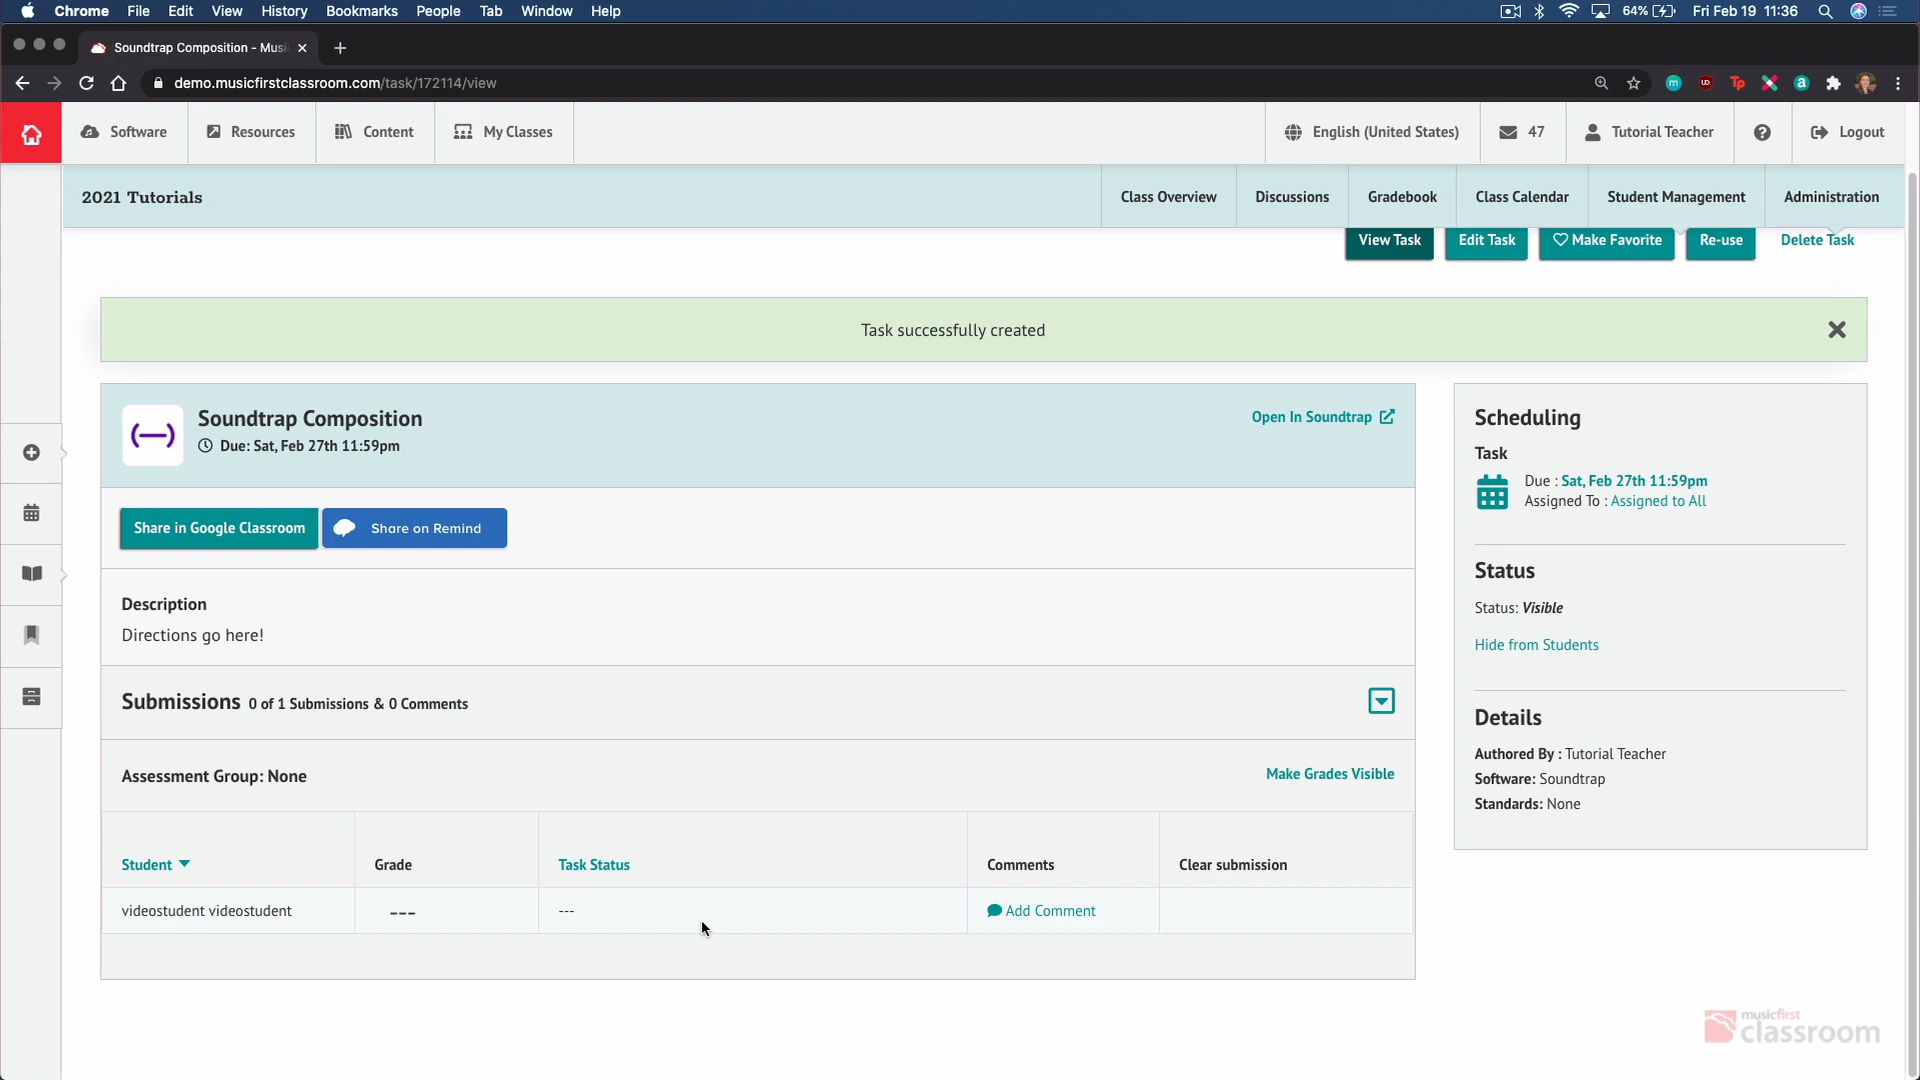 Chrome File Edit View History Bookmarks People Tab Window Help
64% Fri Feb 19 11:36
Soundtrap Composition - Musi
demo.musicfirstclassroom.com/task/172114/view
Software Resources Content My Classes
English (United States) 47 Tutorial Teacher Logout
2021 Tutorials
Class Overview Discussions Gradebook Class Calendar Student Management Administration
View Task Edit Task Make Favorite Re-use Delete Task
Task successfully created
Soundtrap Composition
Due: Sat, Feb 27th 11:59pm
Open In Soundtrap
Share in Google Classroom Share on Remind
Description
Directions go here!
Submissions 0 of 1 Submissions & 0 Comments
Assessment Group: None
Make Grades Visible
Student Grade Task Status Comments Clear submission
videostudent videostudent --- --- Add Comment
Scheduling
Task
Due : Sat, Feb 27th 11:59pm
Assigned To : Assigned to All
Status
Status: Visible
Hide from Students
Details
Authored By : Tutorial Teacher
Software: Soundtrap
Standards: None
musicfirst
classroom